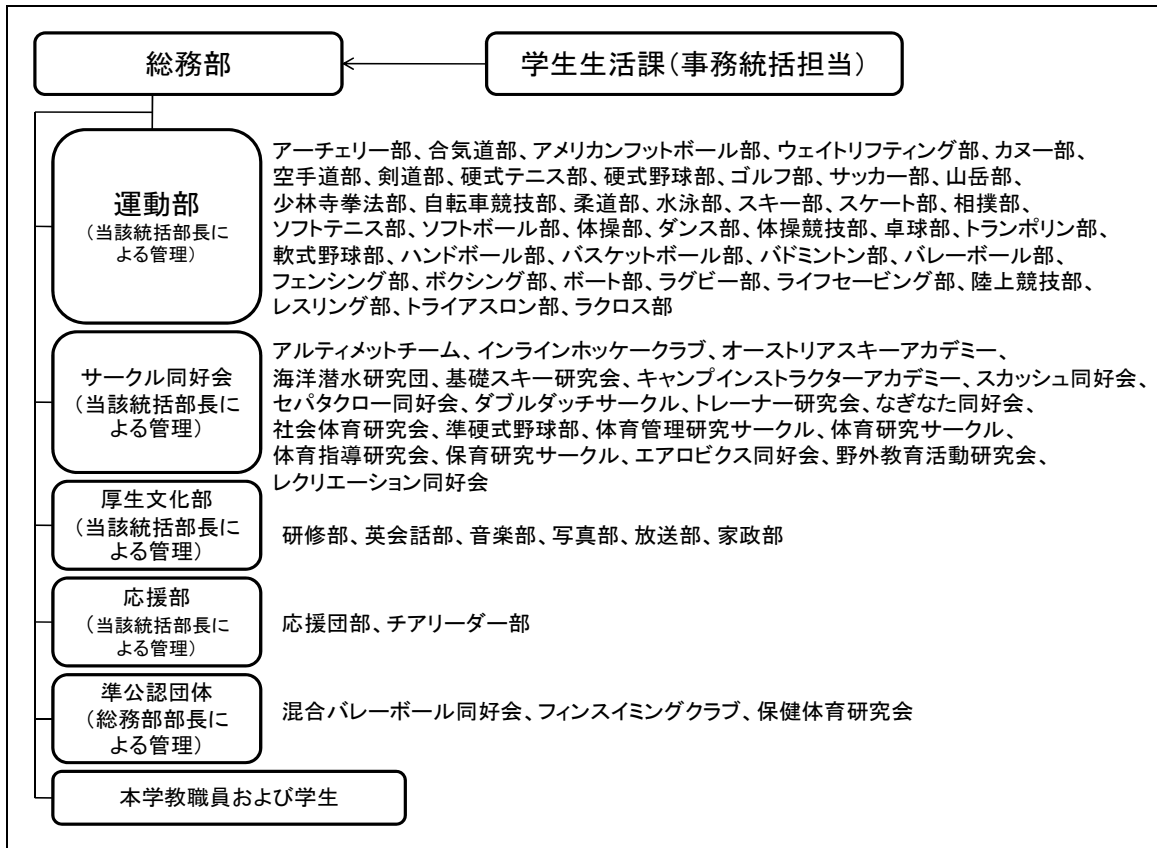 総務部
学生生活課（事務統括担当）
運動部
（当該統括部長に
よる管理）
アーチェリー部、合気道部、アメリカンフットボール部、ウェイトリフティング部、カヌー部、
空手道部、剣道部、硬式テニス部、硬式野球部、ゴルフ部、サッカー部、山岳部、
少林寺拳法部、自転車競技部、柔道部、水泳部、スキー部、スケート部、相撲部、
ソフトテニス部、ソフトボール部、体操部、ダンス部、体操競技部、卓球部、トランポリン部、
軟式野球部、ハンドボール部、バスケットボール部、バドミントン部、バレーボール部、
フェンシング部、ボクシング部、ボート部、ラグビー部、ライフセービング部、陸上競技部、
レスリング部、トライアスロン部、ラクロス部
サークル同好会
（当該統括部長に
よる管理）
アルティメットチーム、インラインホッケークラブ、オーストリアスキーアカデミー、
海洋潜水研究団、基礎スキー研究会、キャンプインストラクターアカデミー、スカッシュ同好会、
セパタクロー同好会、ダブルダッチサークル、トレーナー研究会、なぎなた同好会、
社会体育研究会、準硬式野球部、体育管理研究サークル、体育研究サークル、
体育指導研究会、保育研究サークル、エアロビクス同好会、野外教育活動研究会、
レクリエーション同好会
厚生文化部
（当該統括部長に
よる管理）
研修部、英会話部、音楽部、写真部、放送部、家政部
応援部
（当該統括部長に
よる管理）
応援団部、チアリーダー部
準公認団体
（総務部部長に
よる管理）
混合バレーボール同好会、フィンスイミングクラブ、保健体育研究会
本学教職員および学生